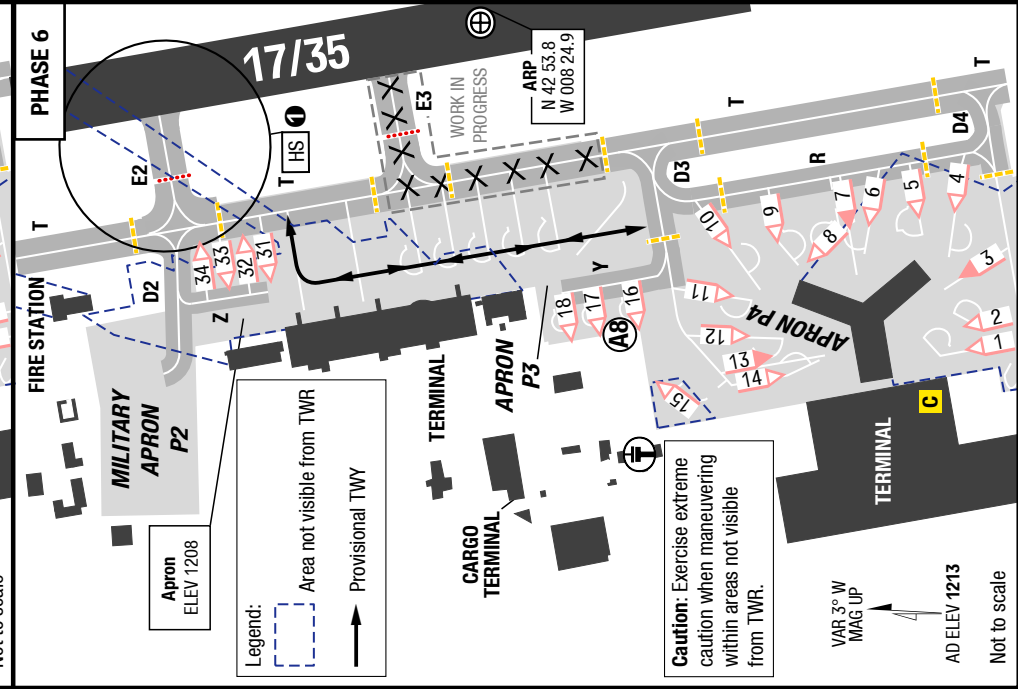 PHASE 6
17/35
ARP
N 42 53.8
W 008 24.9
E2
HS
1
T
E3
WORK IN
PROGRESS
T
T
T
FIRE STATION
D2
34
33
32
31
Z
D3
D4
R
MILITARY
APRON
P2
10
9
8
7
6
5
4
3
2
1
Y
18
17
16
A8
11
12
13
14
15
APRON P4
APRON
P3
TERMINAL
TERMINAL
C
CARGO
TERMINAL
Apron
ELEV 1208
Legend:
Area not visible from TWR
Provisional TWY
Caution: Exercise extreme
caution when maneuvering
within areas not visible
from TWR.
VAR 3° W
MAG UP
AD ELEV 1213
Not to scale